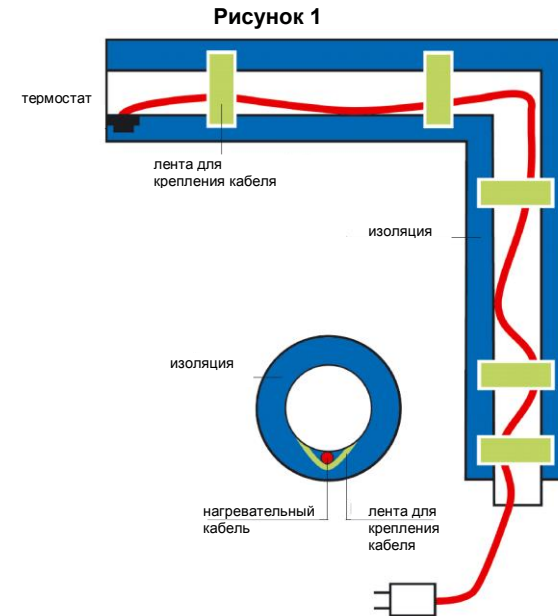 Рисунок 1
термостат
лента для
крепления кабеля
изоляция
изоляция
нагревательный
кабель
лента для
крепления
кабеля